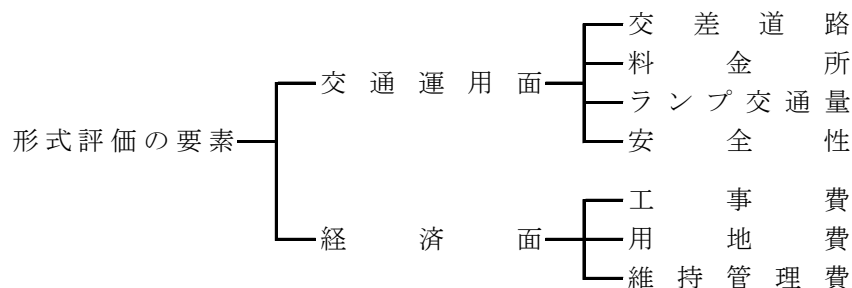 交差道路
料金所
交通運用面
ランプ交通量
形式評価の要素
安全性
工事費
経済面
用地費
維持管理費